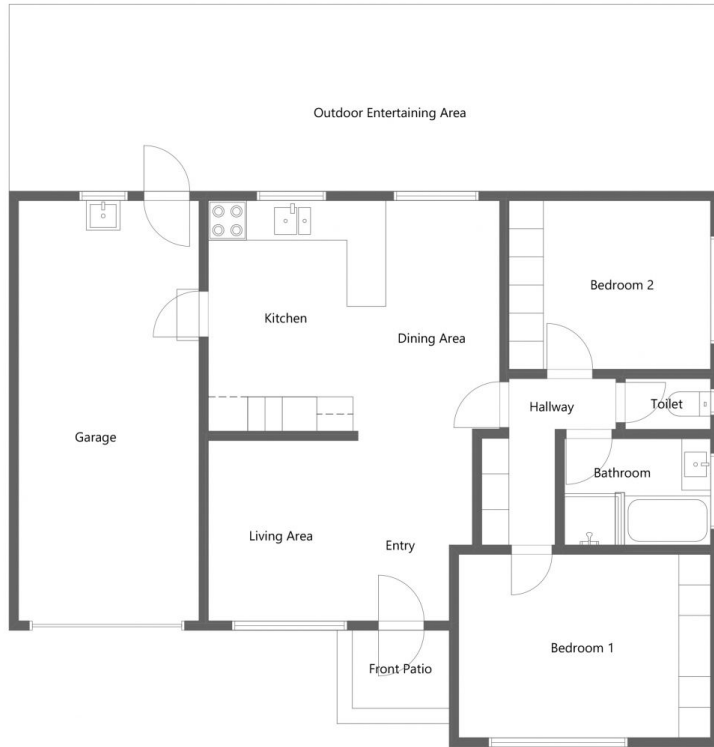 Outdoor Entertaining Area
Bedroom 2
Kitchen
Dining Area
Hallway
Toilet
Garage
Bathroom
Living Area
Entry
Bedroom 1
Front Patio